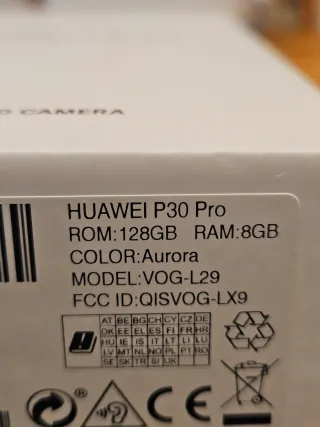 CAMERA
HUAWEI P30 Pro
ROM:128GB RAM:8GB
COLOR:Aurora
MODEL:VOG-L29
FCC ID:QISVOG-LX9
AT BE BG CH CY CZ DE
DK EE EL ES FI FR HR
HU IE IS IT LT LI LU
LV MT NL NO PL PT RO
SE SK TR SI UK
®
CE